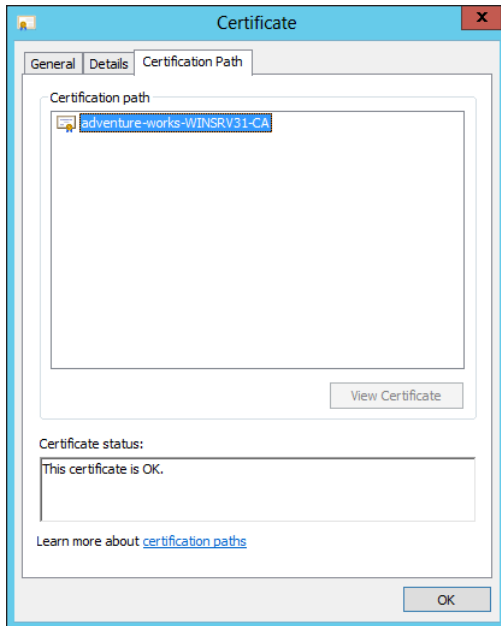 Certificate
x
General Details Certification Path
Certification path
adventure-works-WINSRV31-CA
View Certificate
Certificate status:
This certificate is OK.
Learn more about certification paths
OK